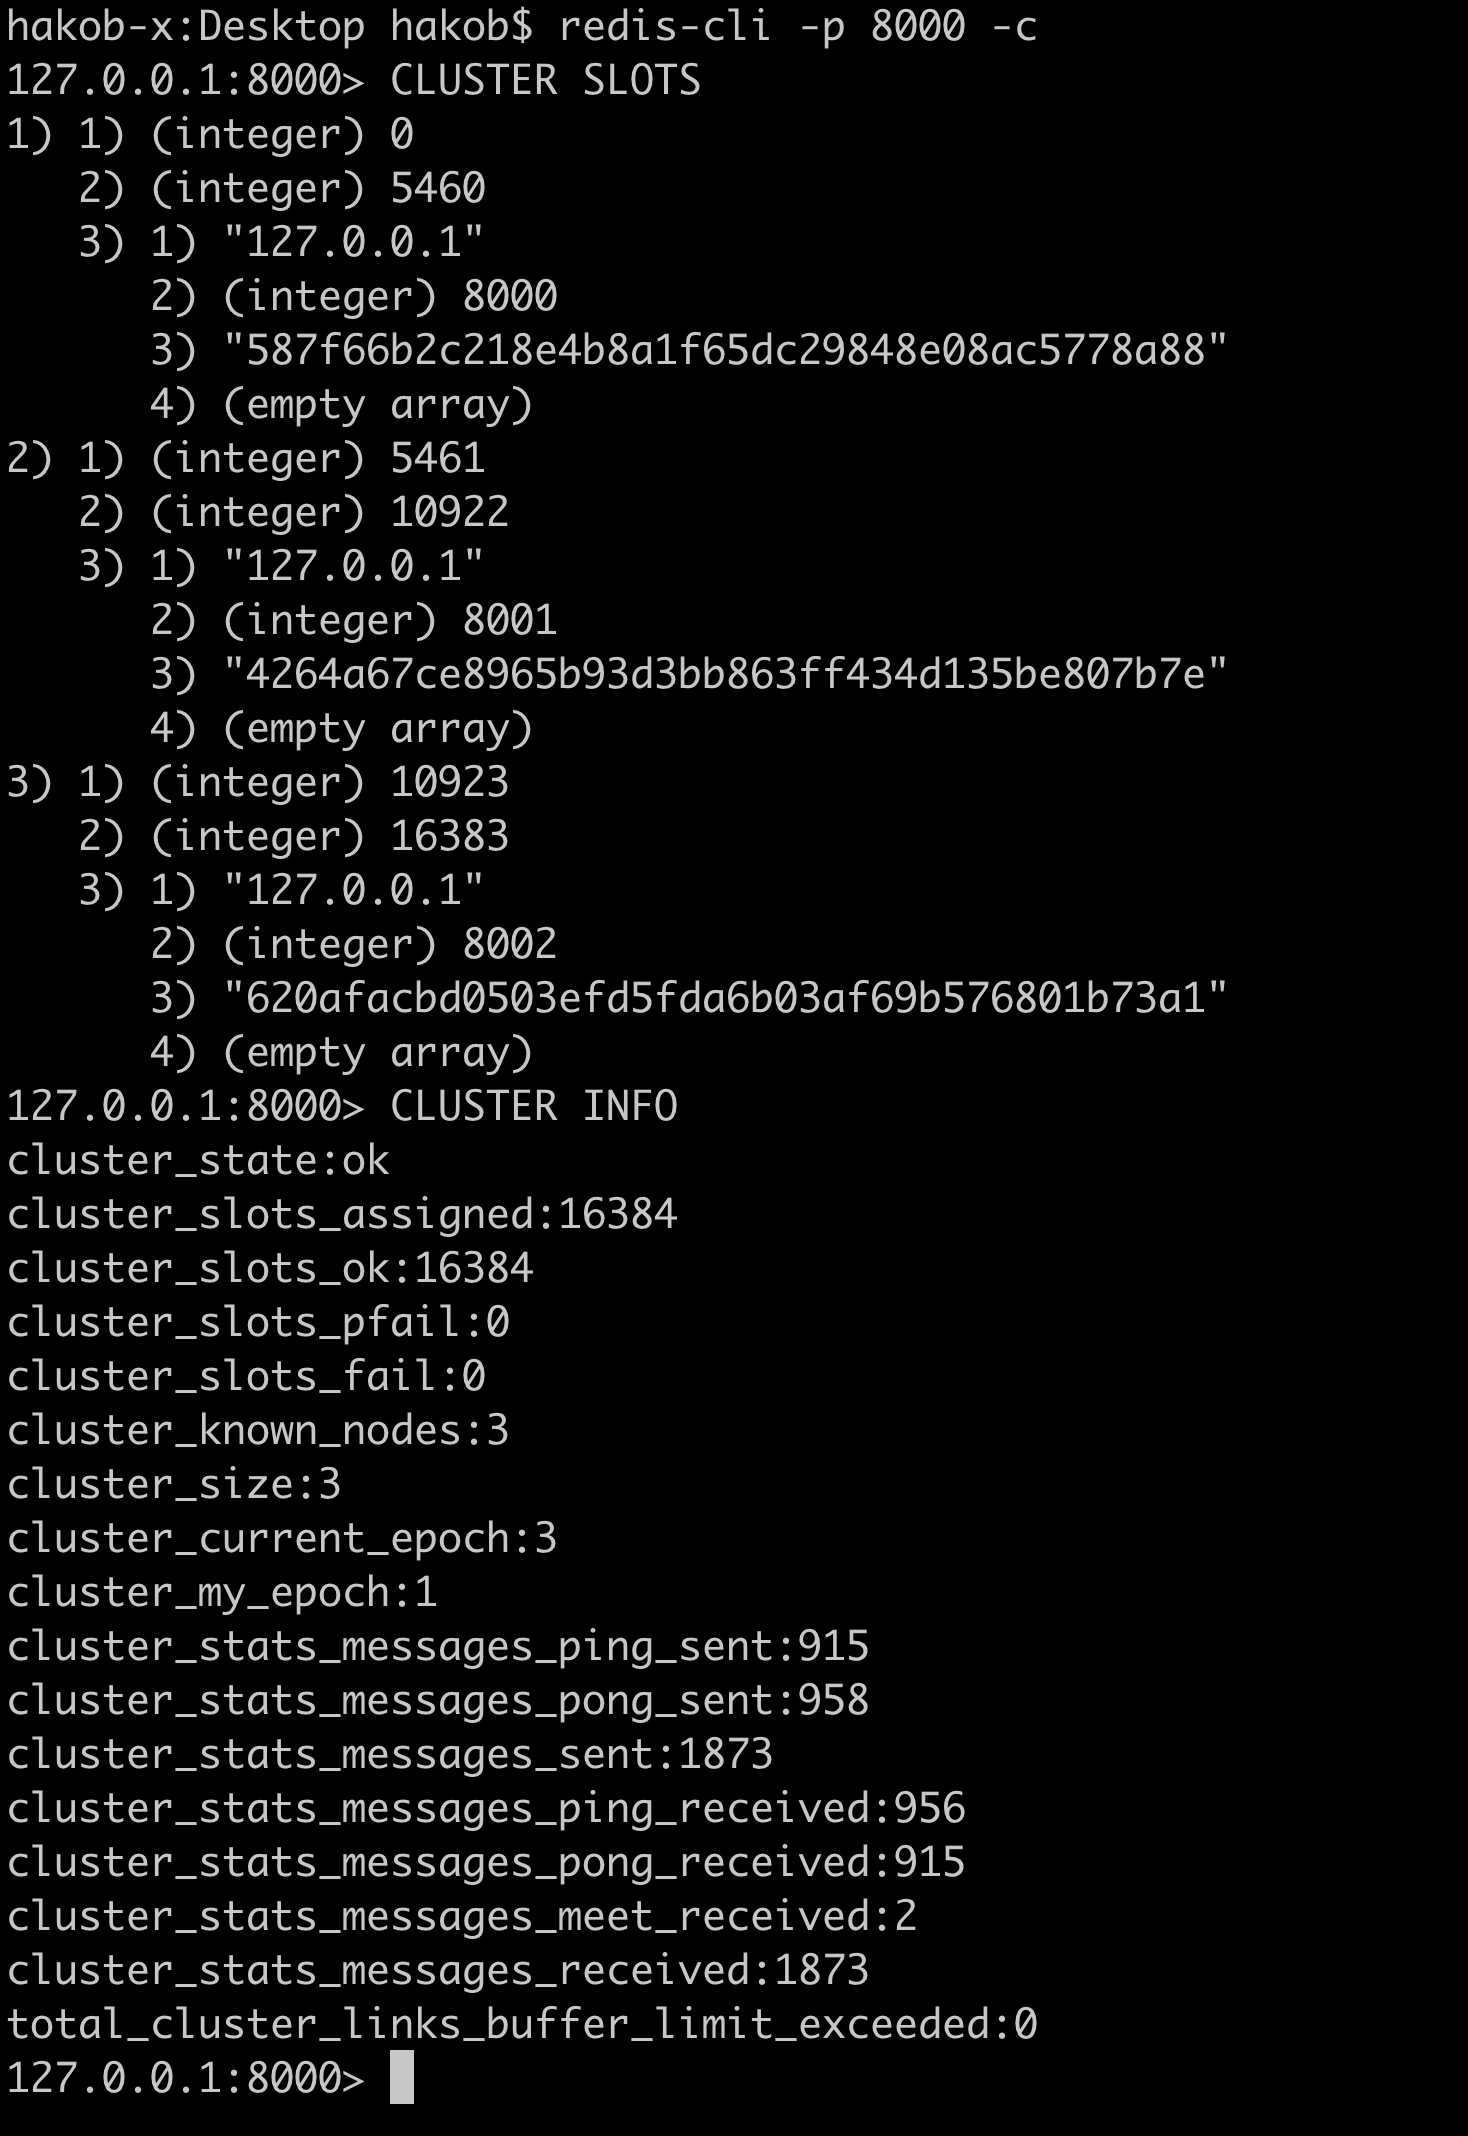 hakob-x:Desktop hakob$ redis-cli -p 8000 -c
127.0.0.1:8000> CLUSTER SLOTS
1) 1) (integer) 0
   2) (integer) 5460
   3) 1) "127.0.0.1"
      2) (integer) 8000
      3) "587f66b2c218e4b8a1f65dc29848e08ac5778a88"
      4) (empty array)
2) 1) (integer) 5461
   2) (integer) 10922
   3) 1) "127.0.0.1"
      2) (integer) 8001
      3) "4264a67ce8965b93d3bb863ff434d135be807b7e"
      4) (empty array)
3) 1) (integer) 10923
   2) (integer) 16383
   3) 1) "127.0.0.1"
      2) (integer) 8002
      3) "620afacbd0503efd5fda6b03af69b576801b73a1"
      4) (empty array)
127.0.0.1:8000> CLUSTER INFO
cluster_state:ok
cluster_slots_assigned:16384
cluster_slots_ok:16384
cluster_slots_pfail:0
cluster_slots_fail:0
cluster_known_nodes:3
cluster_size:3
cluster_current_epoch:3
cluster_my_epoch:1
cluster_stats_messages_ping_sent:915
cluster_stats_messages_pong_sent:958
cluster_stats_messages_sent:1873
cluster_stats_messages_ping_received:956
cluster_stats_messages_pong_received:915
cluster_stats_messages_meet_received:2
cluster_stats_messages_received:1873
total_cluster_links_buffer_limit_exceeded:0
127.0.0.1:8000>